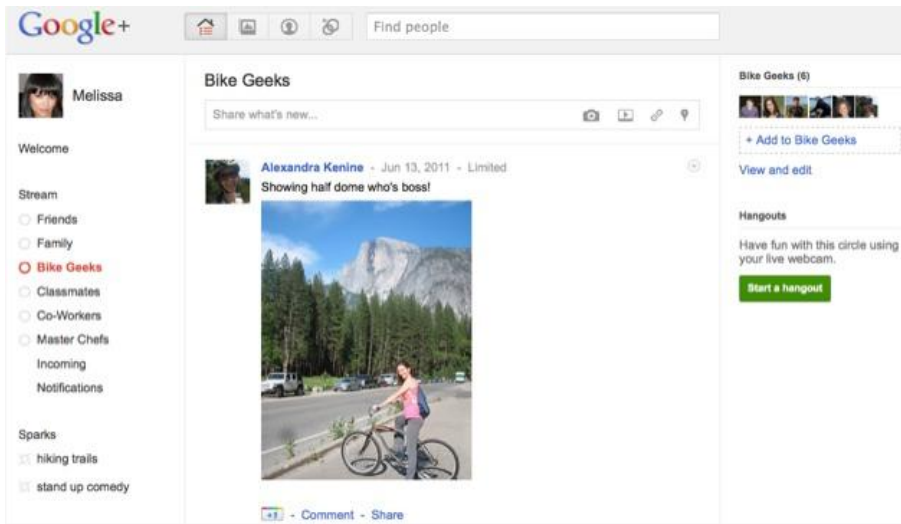 Google+
Find people
Melissa
Welcome
Stream
Friends
Family
Bike Geeks
Classmates
Co-Workers
Master Chefs
Incoming
Notifications
Sparks
hiking trails
stand up comedy
Bike Geeks
Share what's new...
Alexandra Kenine - Jun 13, 2011 - Limited
Showing half dome who's boss!
+1 - Comment - Share
Bike Geeks (6)
+ Add to Bike Geeks
View and edit
Hangouts
Have fun with this circle using
your live webcam.
Start a hangout